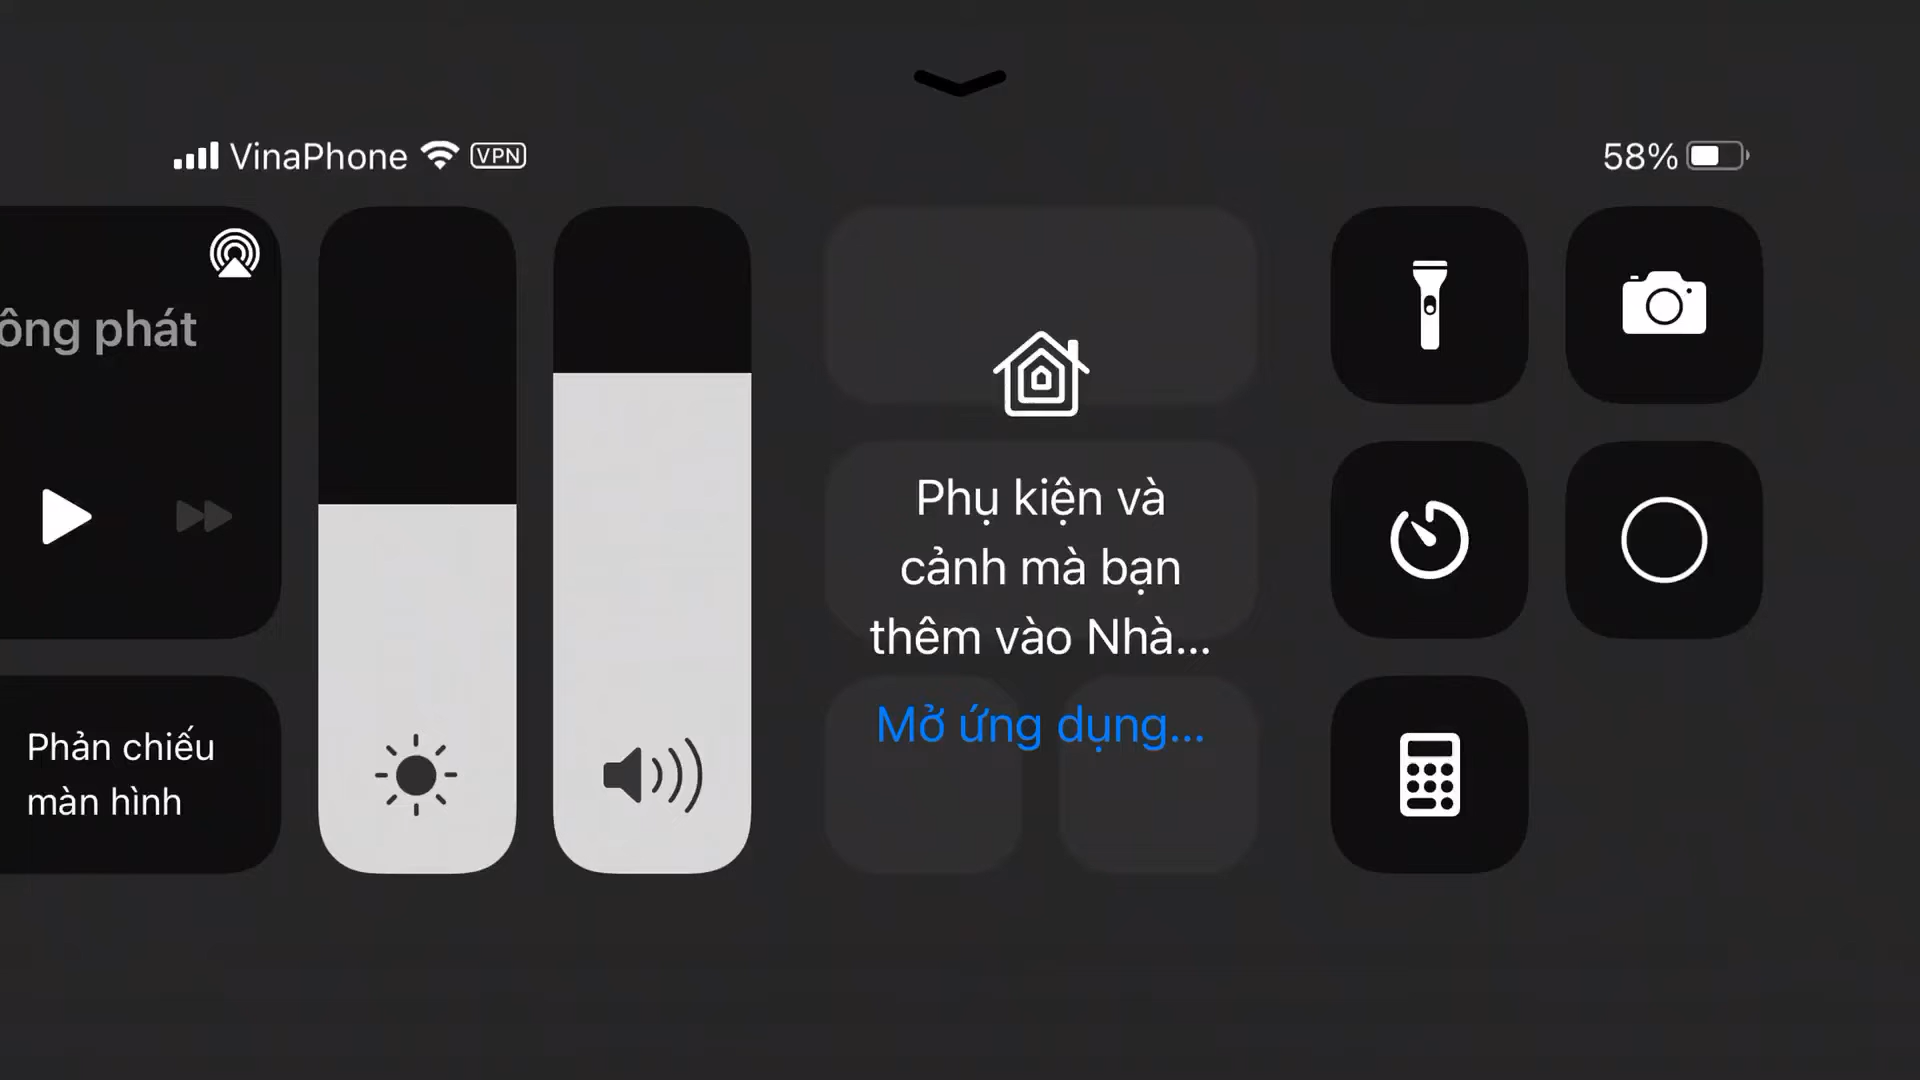 VinaPhone VPN 58%
ông phát
Phụ kiện và
cảnh mà bạn
thêm vào Nhà...
Mở ứng dụng...
Phản chiếu
màn hình